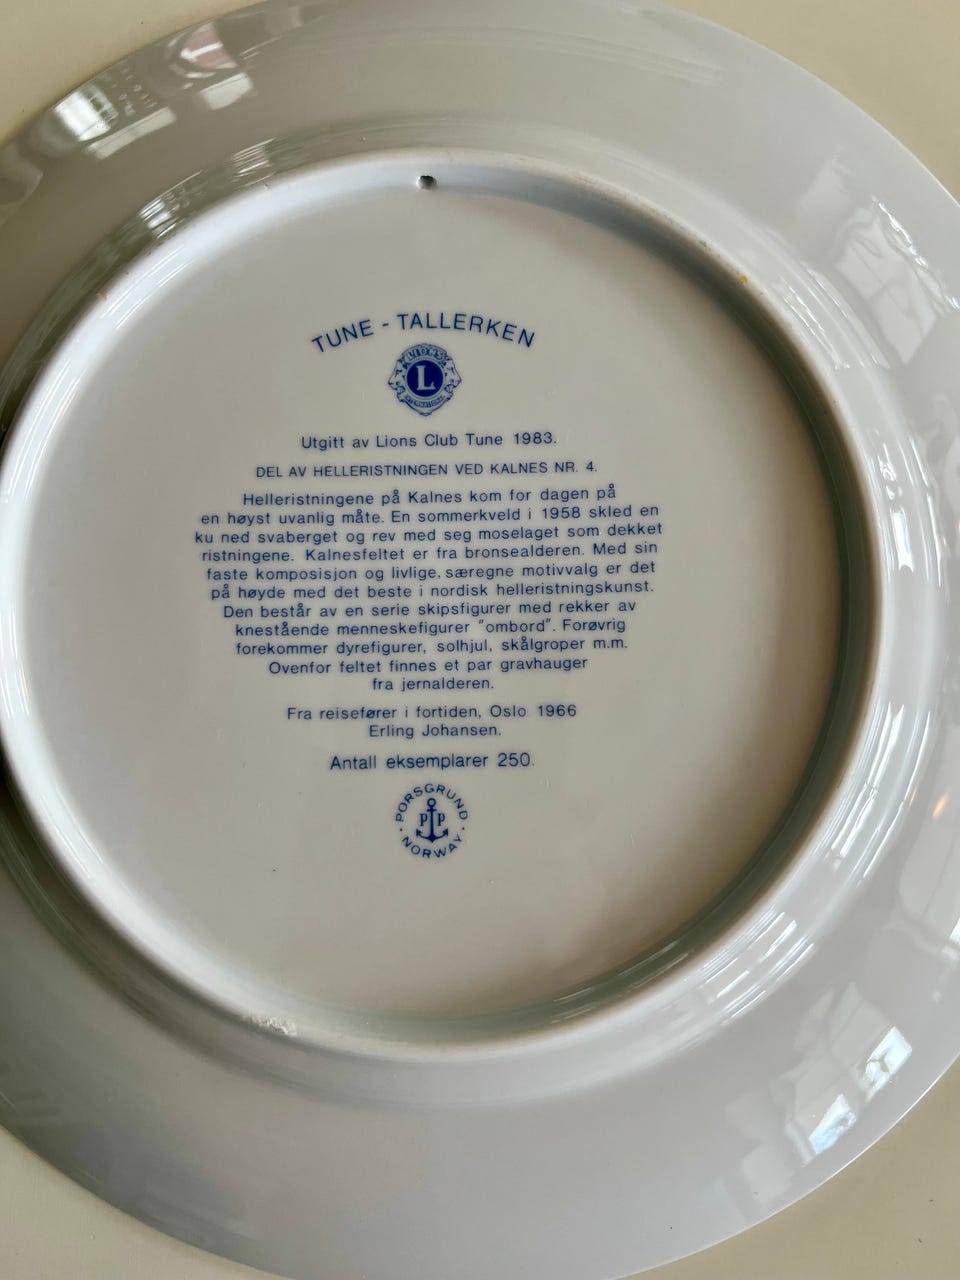 TUNE - TALLERKEN
LIONS
L
INTERNATIONAL
Utgitt av Lions Club Tune 1983.
DEL AV HELLERISTNINGEN VED KALNES NR. 4.
Helleristningene på Kalnes kom for dagen på
en høyst uvanlig måte. En sommerkveld i 1958 skled en
ku ned svaberget og rev med seg moselaget som dekket
ristningene. Kalnesfeltet er fra bronsealderen. Med sin
faste komposisjon og livlige, særegne motivvalg er det
på høyde med det beste i nordisk helleristningskunst.
Den består av en serie skipsfigurer med rekker av
knestående menneskefigurer "ombord". Forøvrig
forekommer dyrefigurer, solhjul, skålgroper m.m.
Ovenfor feltet finnes et par gravhauger
fra jernalderen.
Fra reisefører i fortiden, Oslo 1966
Erling Johansen.
Antall eksemplarer 250.
PORSGRUND
P P
· NORWAY ·